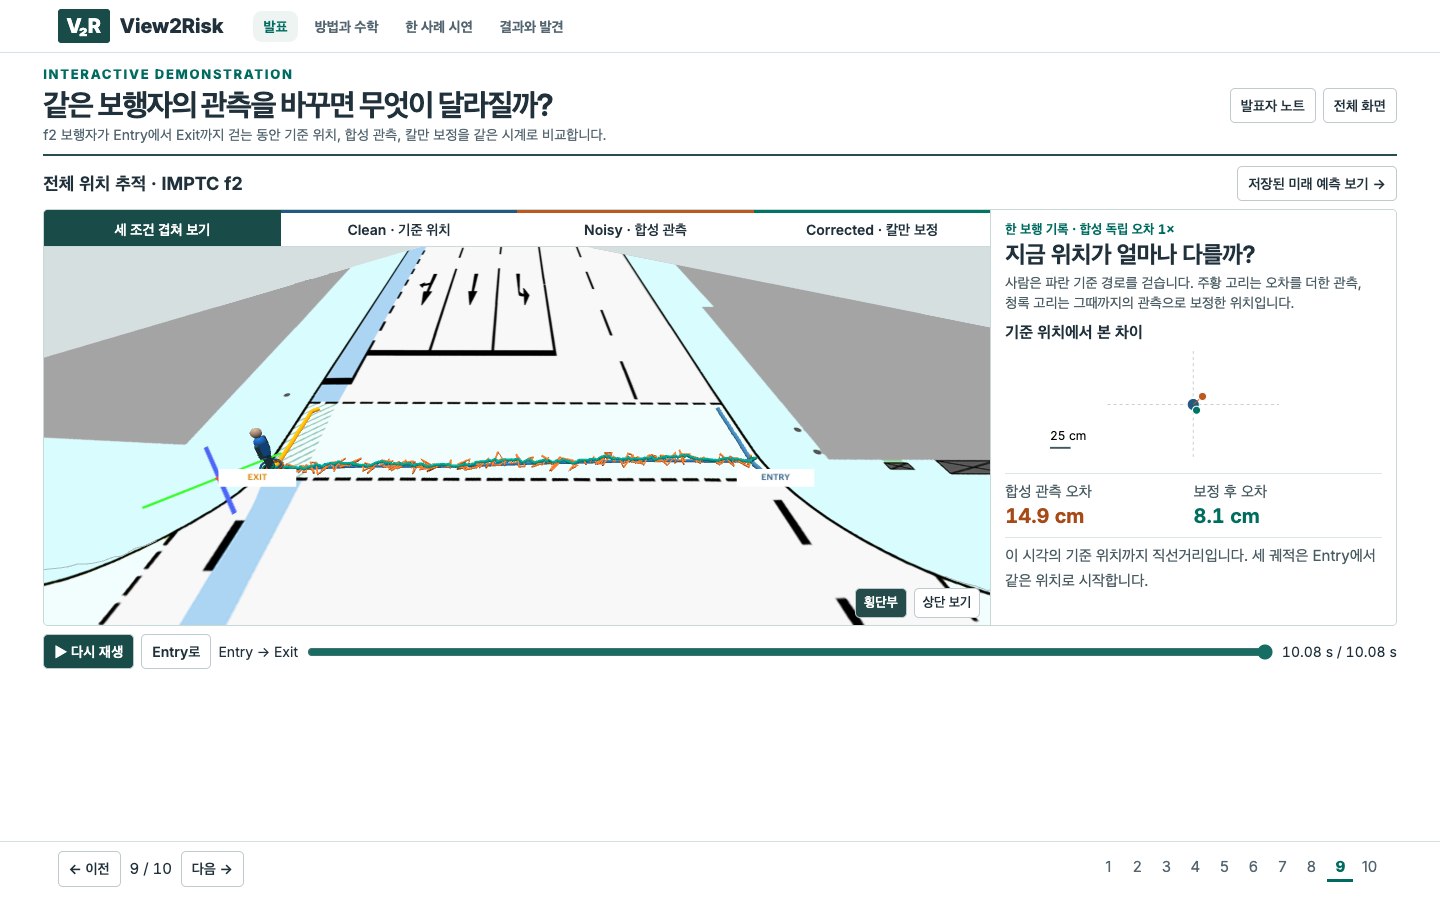 V2R View2Risk 발표 방법과 수학 한 사례 시연 결과와 발견
INTERACTIVE DEMONSTRATION
같은 보행자의 관측을 바꾸면 무엇이 달라질까?
발표자 노트 전체 화면
f2 보행자가 Entry에서 Exit까지 걷는 동안 기준 위치, 합성 관측, 칼만 보정을 같은 시계로 비교합니다.
전체 위치 추적 · IMPTC f2
저장된 미래 예측 보기 →
세 조건 겹쳐 보기 Clean · 기준 위치 Noisy · 합성 관측 Corrected · 칼만 보정
EXIT
ENTRY
횡단부 상단 보기
한 보행 기록 · 합성 독립 오차 1×
지금 위치가 얼마나 다를까?
사람은 파란 기준 경로를 걷습니다. 주황 고리는 오차를 더한 관측,
청록 고리는 그때까지의 관측으로 보정한 위치입니다.
기준 위치에서 본 차이
25 cm
합성 관측 오차 보정 후 오차
14.9 cm 8.1 cm
이 시각의 기준 위치까지 직선거리입니다. 세 궤적은 Entry에서
같은 위치로 시작합니다.
▶ 다시 재생 Entry로 Entry → Exit 10.08 s / 10.08 s
← 이전 9 / 10 다음 → 1 2 3 4 5 6 7 8 9 10